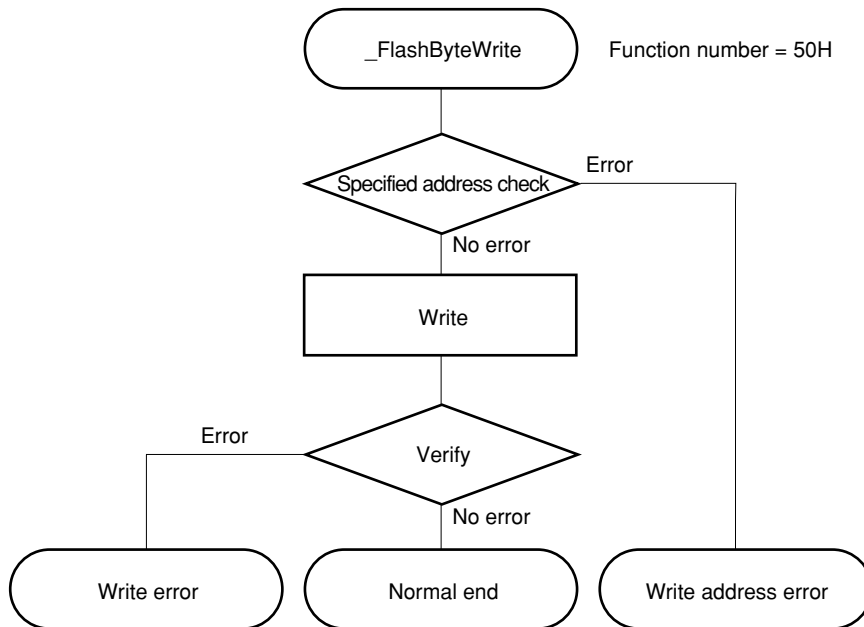 _FlashByteWrite
Function number = 50H
Specified address check
Error
No error
Write
Error
Verify
No error
Write error
Normal end
Write address error